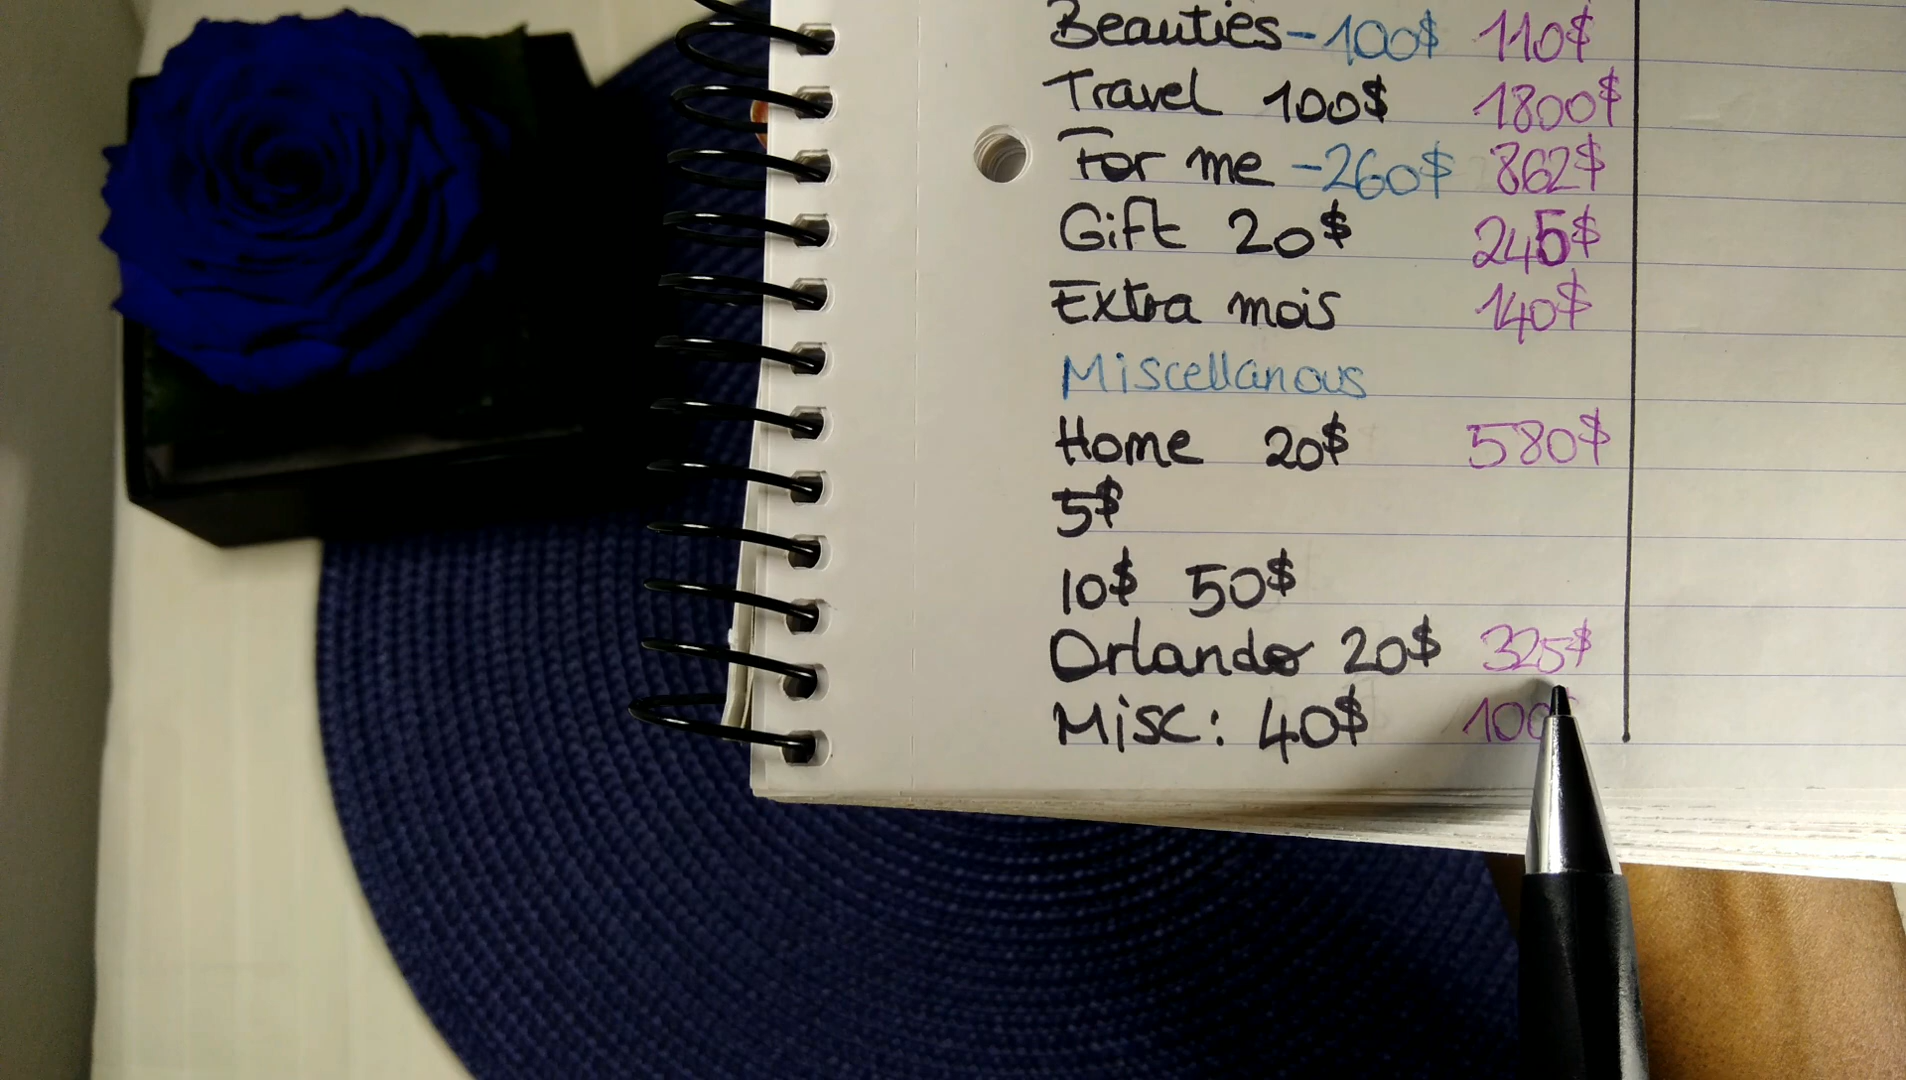 Beauties -100$ 110$
Travel 100$ 1800$
For me -260$ 862$
Gift 20$ 245$
Extra mois 140$
Miscellanous
Home 20$ 580$
5$
10$ 50$
Orlando 20$ 325$
Misc: 40$ 100$